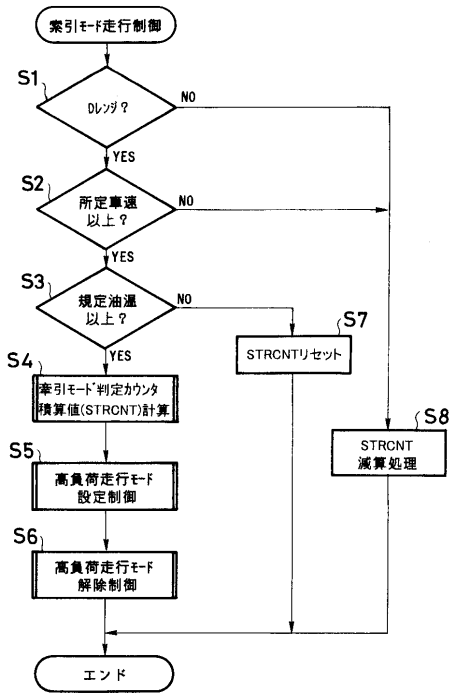 牽引モード走行制御
S1
Dレンジ?
NO
YES
S2
所定車速
以上?
NO
YES
S3
規定油温
以上?
NO
YES
S7
STRCNTリセット
S4
牽引モード判定カウンタ
積算値(STRCNT)計算
S8
STRCNT
減算処理
S5
高負荷走行モード
設定制御
S6
高負荷走行モード
解除制御
エンド